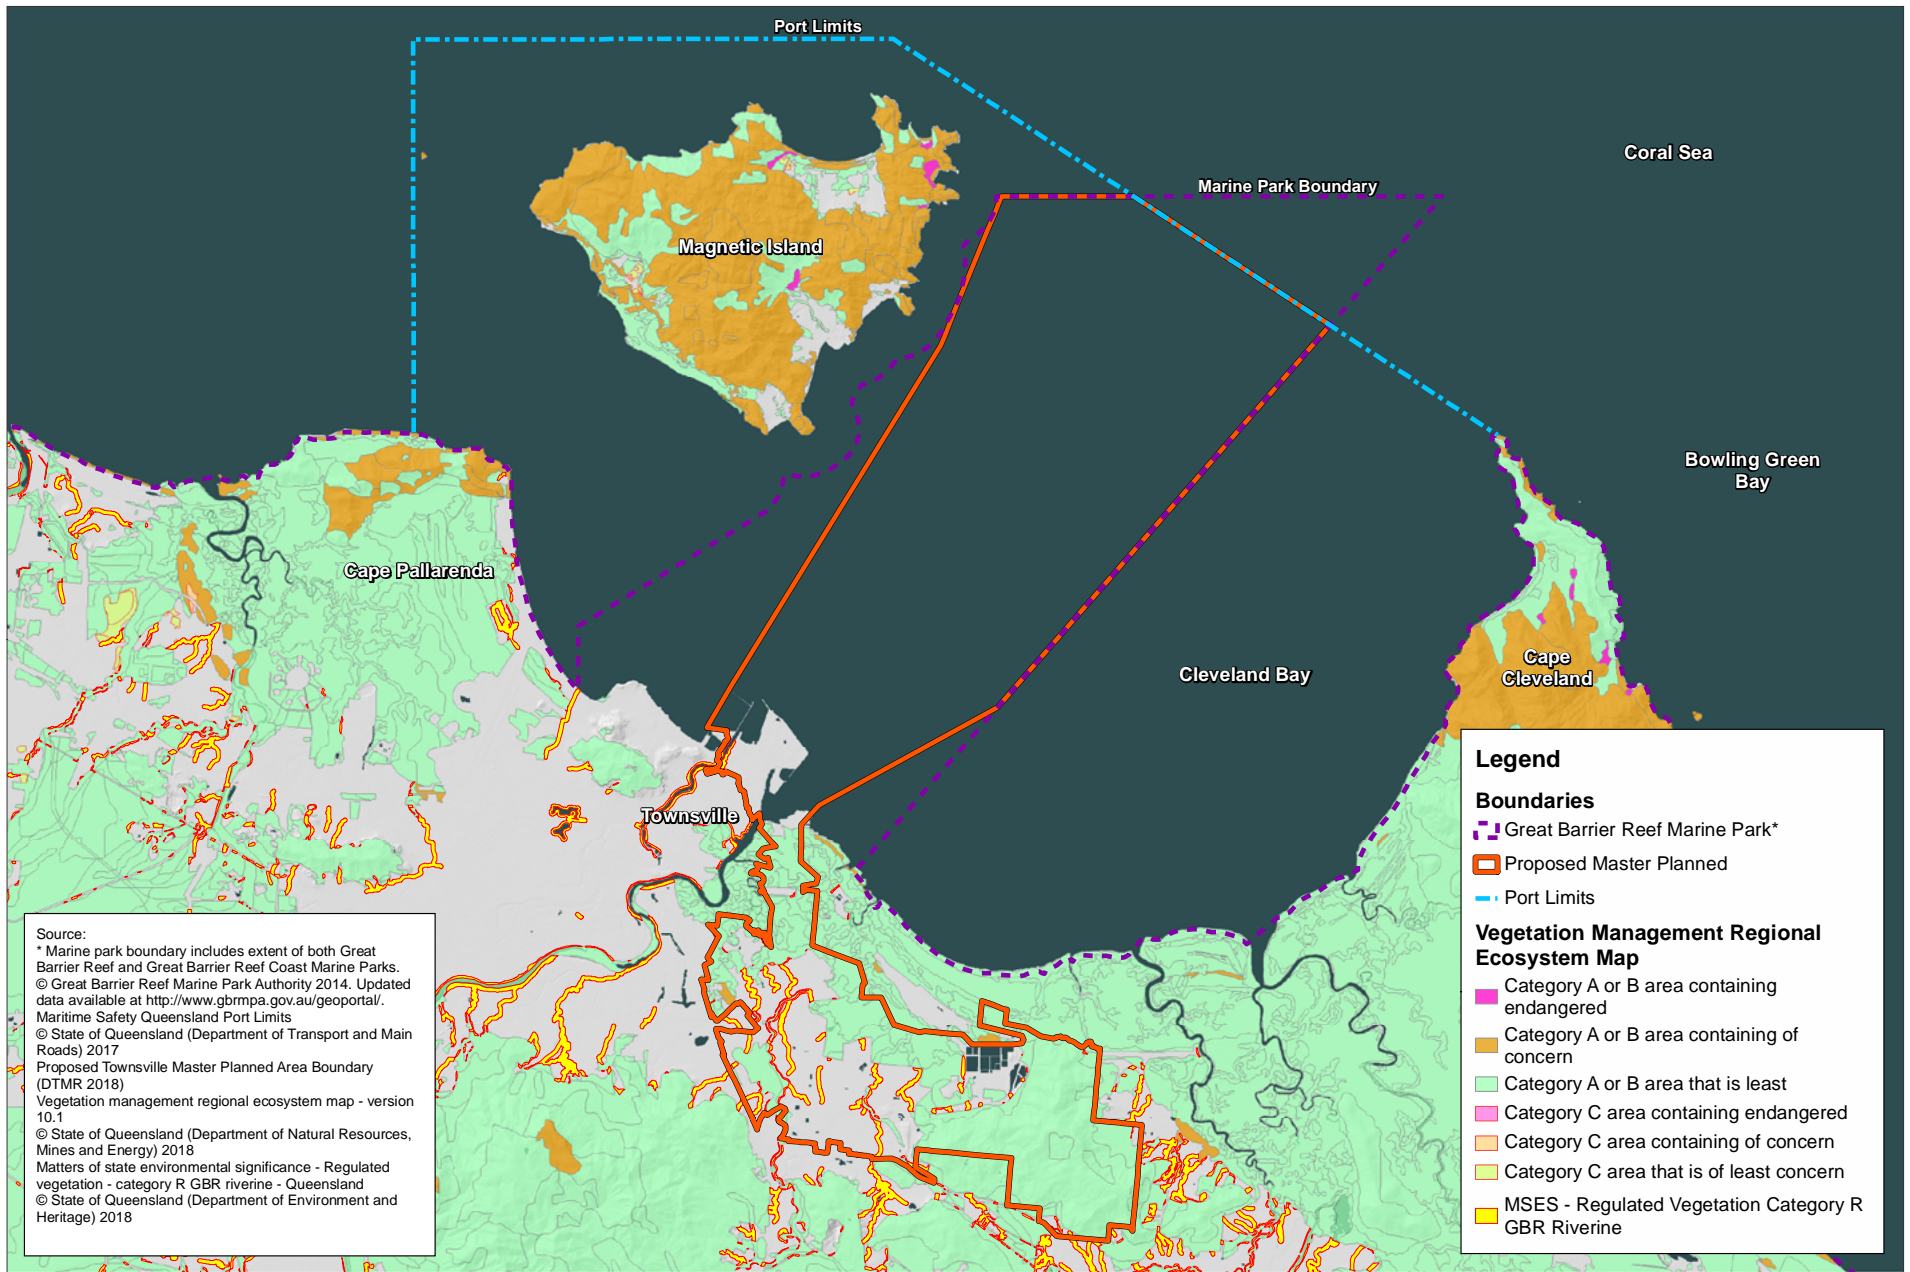 Port Limits
Coral Sea
Marine Park Boundary
Magnetic Island
Bowling Green
Bay
Cape Pallarenda
Cleveland Bay
Cape
Cleveland
Townsville
Legend
Boundaries
Great Barrier Reef Marine Park*
Proposed Master Planned
Port Limits
Vegetation Management Regional
Ecosystem Map
Category A or B area containing
endangered
Category A or B area containing of
concern
Category A or B area that is least
Category C area containing endangered
Category C area containing of concern
Category C area that is of least concern
MSES - Regulated Vegetation Category R
GBR Riverine
Source:
* Marine park boundary includes extent of both Great
Barrier Reef and Great Barrier Reef Coast Marine Parks.
© Great Barrier Reef Marine Park Authority 2014. Updated
data available at http://www.gbrmpa.gov.au/geoportal/.
Maritime Safety Queensland Port Limits
© State of Queensland (Department of Transport and Main
Roads) 2017
Proposed Townsville Master Planned Area Boundary
(DTMR 2018)
Vegetation management regional ecosystem map - version
10.1
© State of Queensland (Department of Natural Resources,
Mines and Energy) 2018
Matters of state environmental significance - Regulated
vegetation - category R GBR riverine - Queensland
© State of Queensland (Department of Environment and
Heritage) 2018